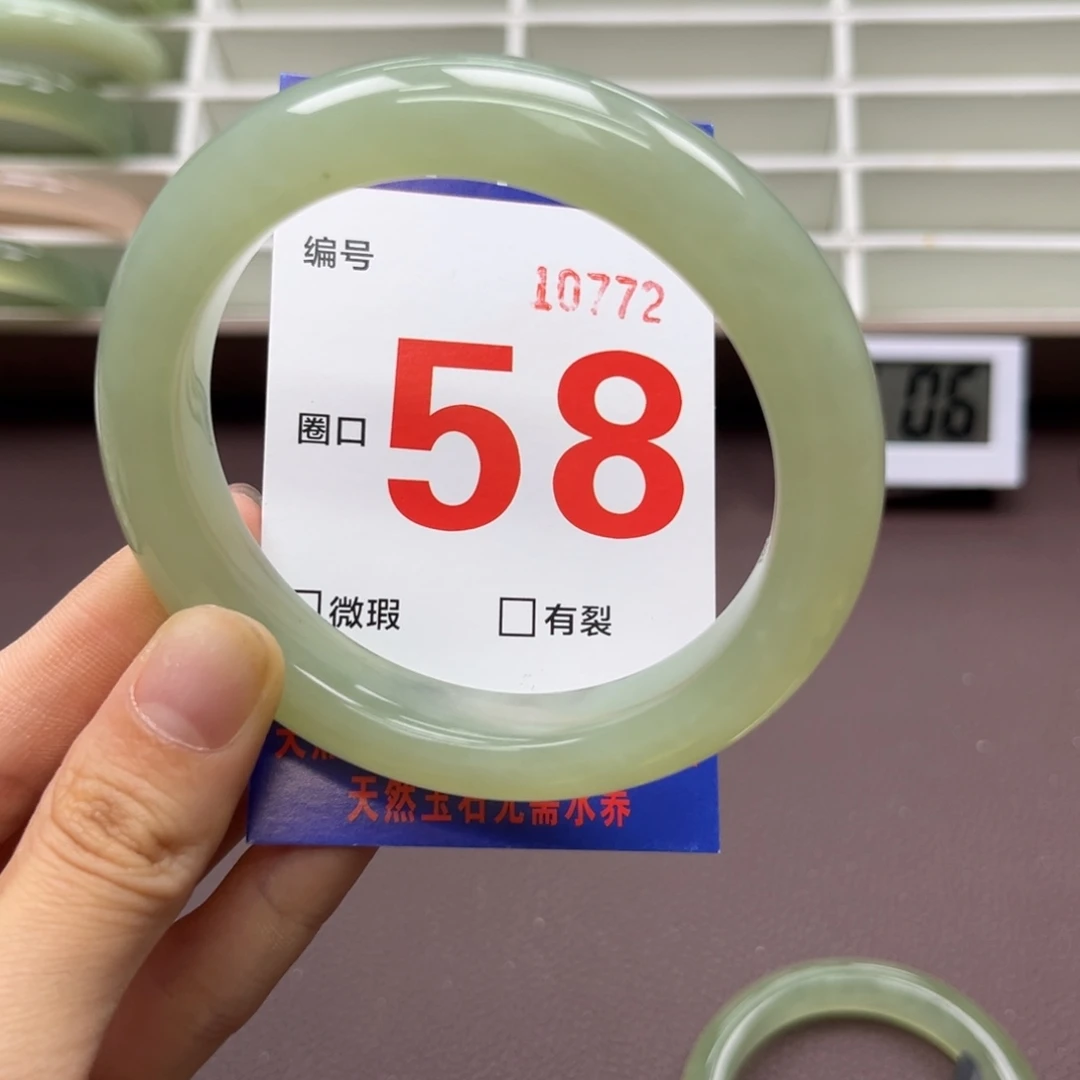 编号
10772
圈口 58
微瑕 有裂
天然玉石无需水养
06